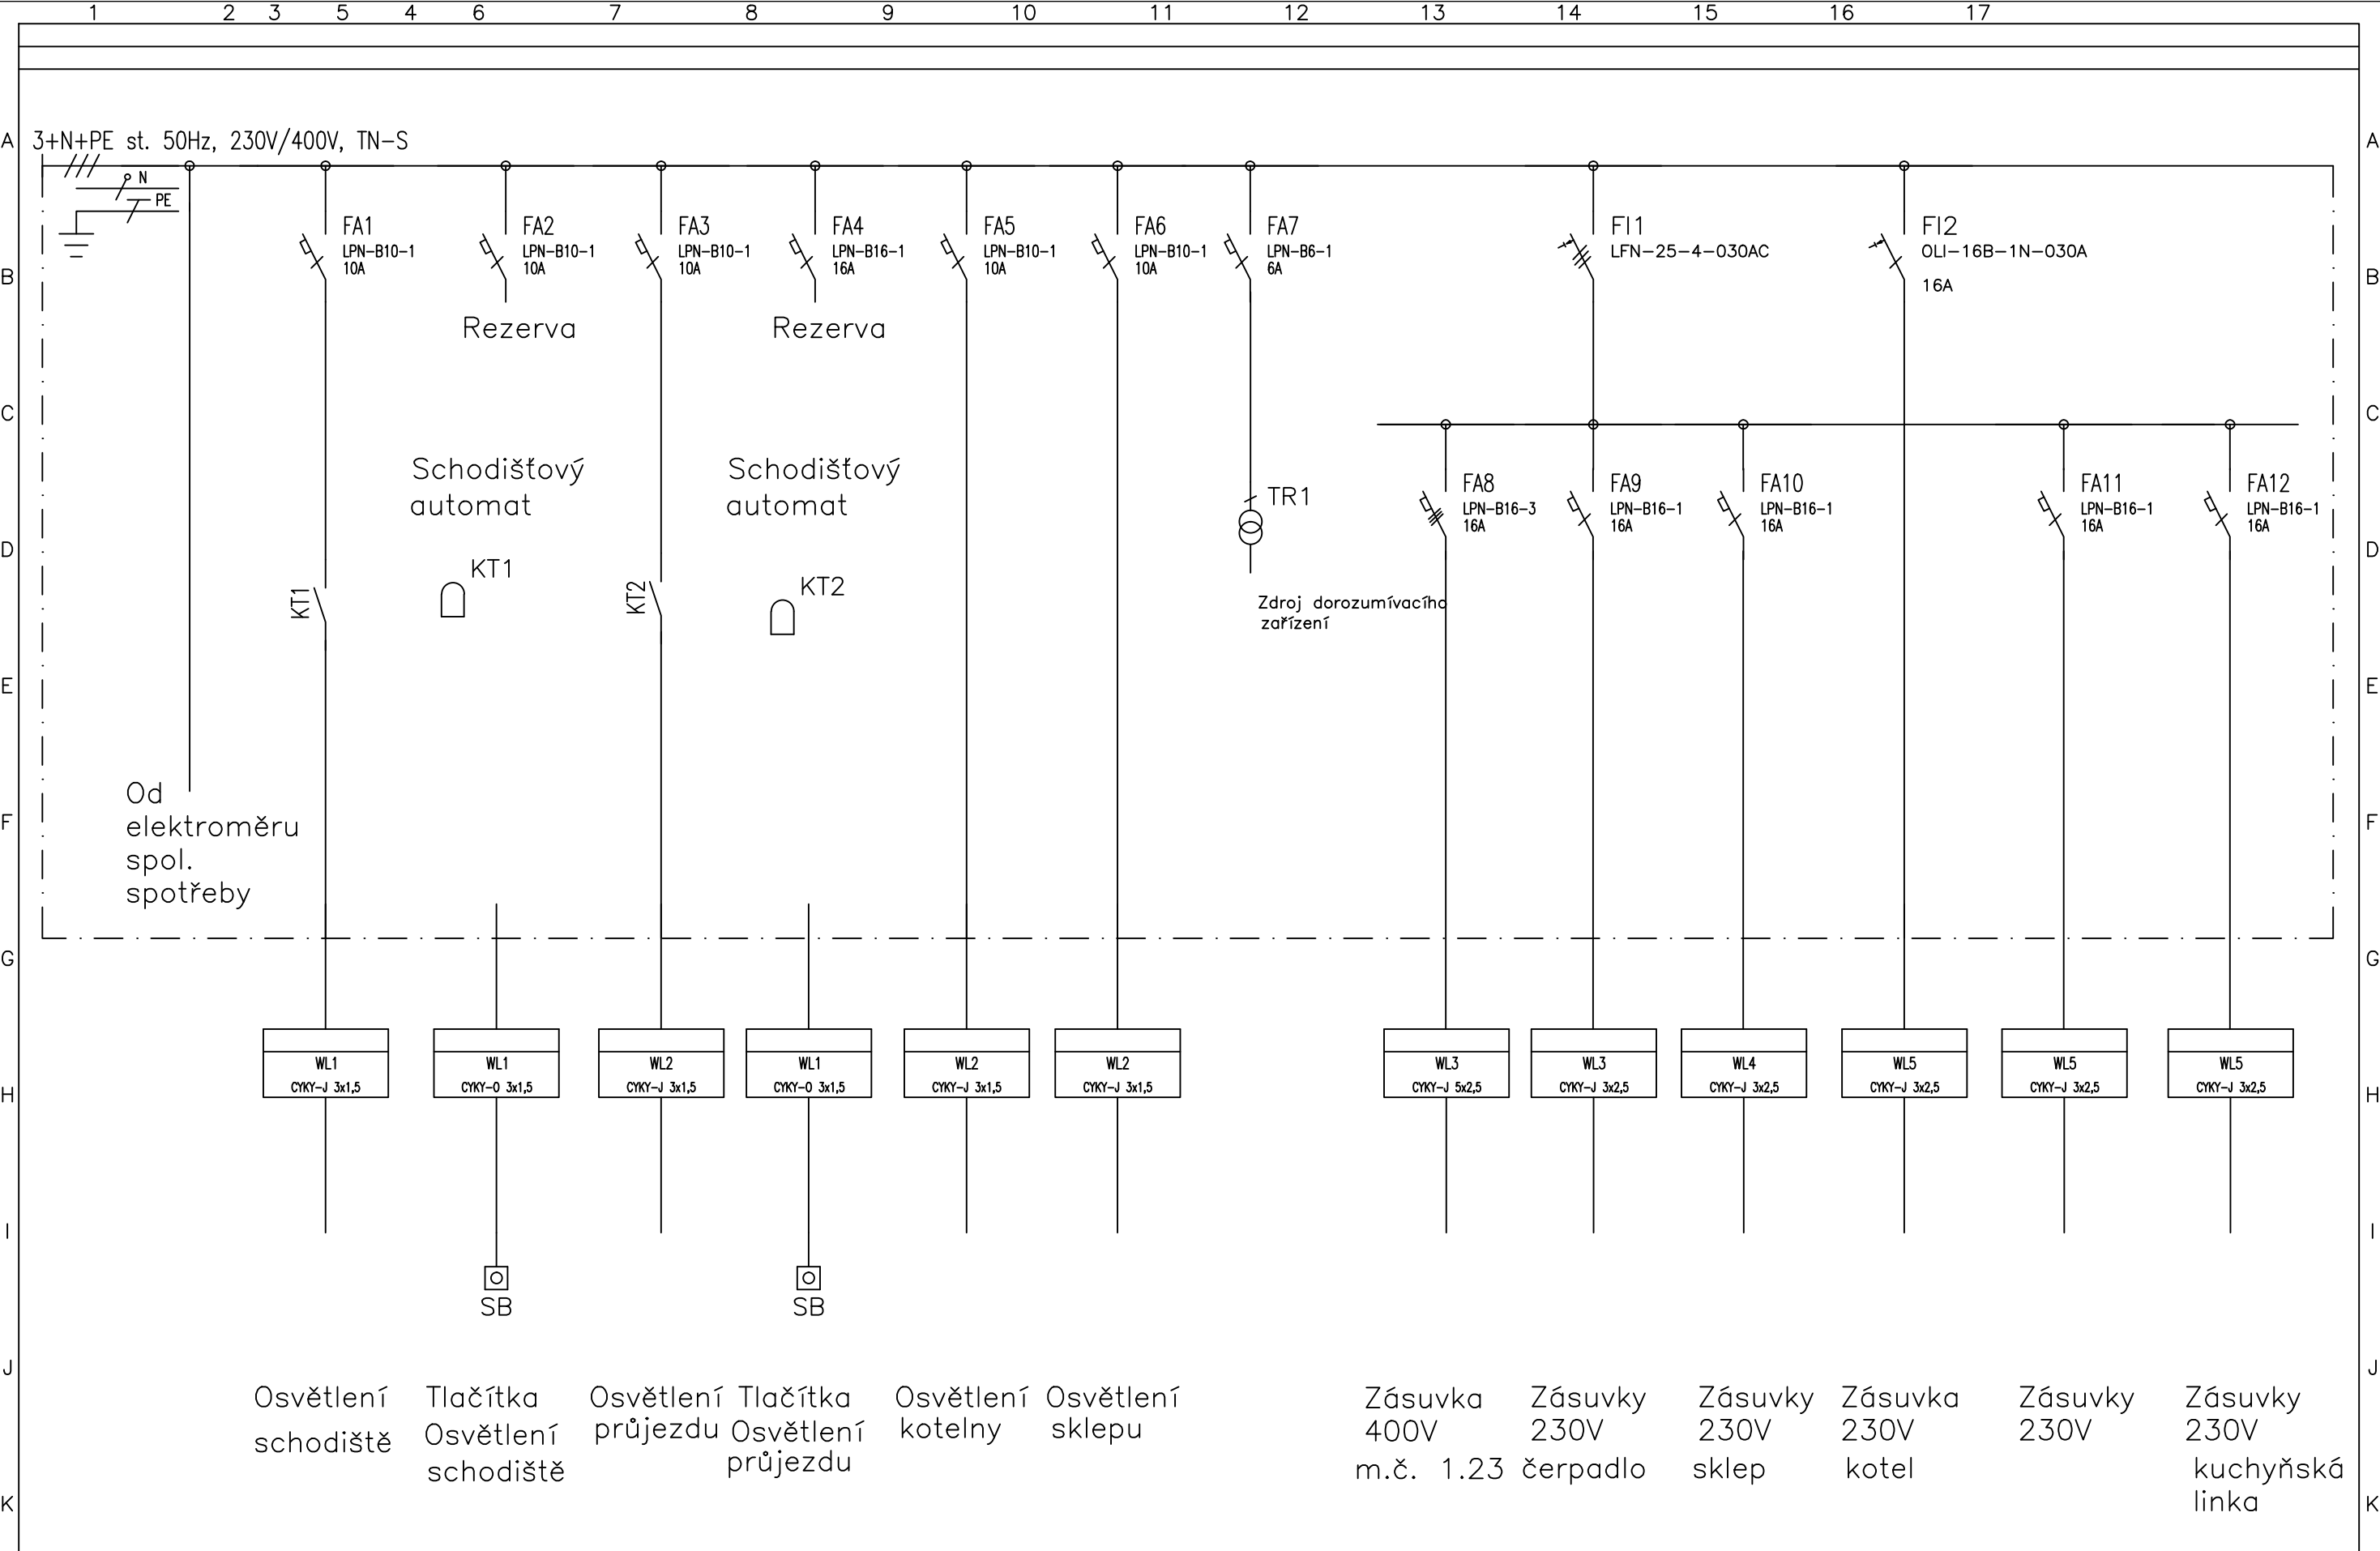 1 2 3 5 4 6 7 8 9 10 11 12 13 14 15 16 17
A 3+N+PE st. 50Hz, 230V/400V, TN-S A
N
PE
FA1
LPN-B10-1
10A
FA2
LPN-B10-1
10A
Rezerva
FA3
LPN-B10-1
10A
FA4
LPN-B16-1
16A
Rezerva
FA5
LPN-B10-1
10A
FA6
LPN-B10-1
10A
FA7
LPN-B6-1
6A
FI1
LFN-25-4-030AC
FI2
OLI-16B-1N-030A
16A
B B
C C
Schodišťový
automat
KT1
KT1
Schodišťový
automat
KT2
KT2
TR1
Zdroj dorozumívacího
zařízení
FA8
LPN-B16-3
16A
FA9
LPN-B16-1
16A
FA10
LPN-B16-1
16A
FA11
LPN-B16-1
16A
FA12
LPN-B16-1
16A
D D
E E
Od
elektroměru
spol.
spotřeby
F F
G G
WL1
CYKY-J 3x1,5
WL1
CYKY-O 3x1,5
WL2
CYKY-J 3x1,5
WL1
CYKY-O 3x1,5
WL2
CYKY-J 3x1,5
WL2
CYKY-J 3x1,5
WL3
CYKY-J 5x2,5
WL3
CYKY-J 3x2,5
WL4
CYKY-J 3x2,5
WL5
CYKY-J 3x2,5
WL5
CYKY-J 3x2,5
WL5
CYKY-J 3x2,5
H H
I I
SB
SB
J J
Osvětlení
schodiště
Tlačítka
Osvětlení
schodiště
Osvětlení
průjezdu
Tlačítka
Osvětlení
průjezdu
Osvětlení
kotelny
Osvětlení
sklepu
Zásuvka
400V
m.č. 1.23
Zásuvky
230V
čerpadlo
Zásuvky
230V
sklep
Zásuvka
230V
kotel
Zásuvky
230V
Zásuvky
230V
kuchyňská
linka
K K